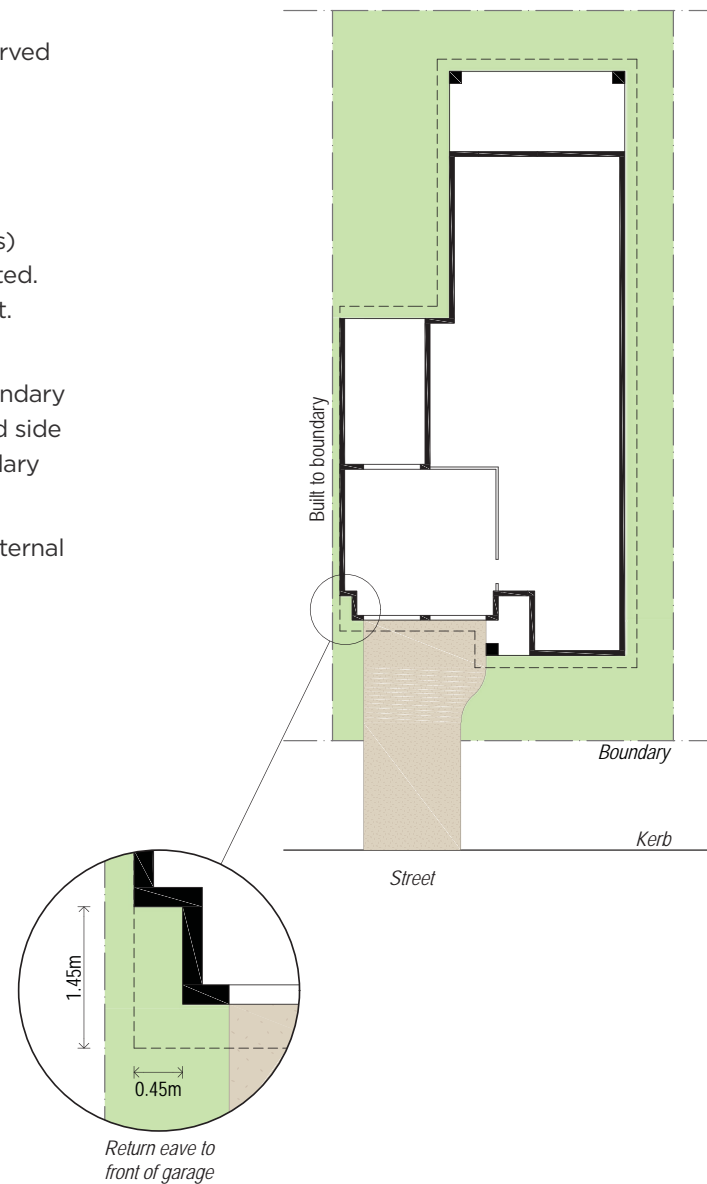 rved
s)
ted.
t.
ndary
d side
dary
ternal
Built to boundary
Boundary
Kerb
Street
1.45m
0.45m
Return eave to
front of garage